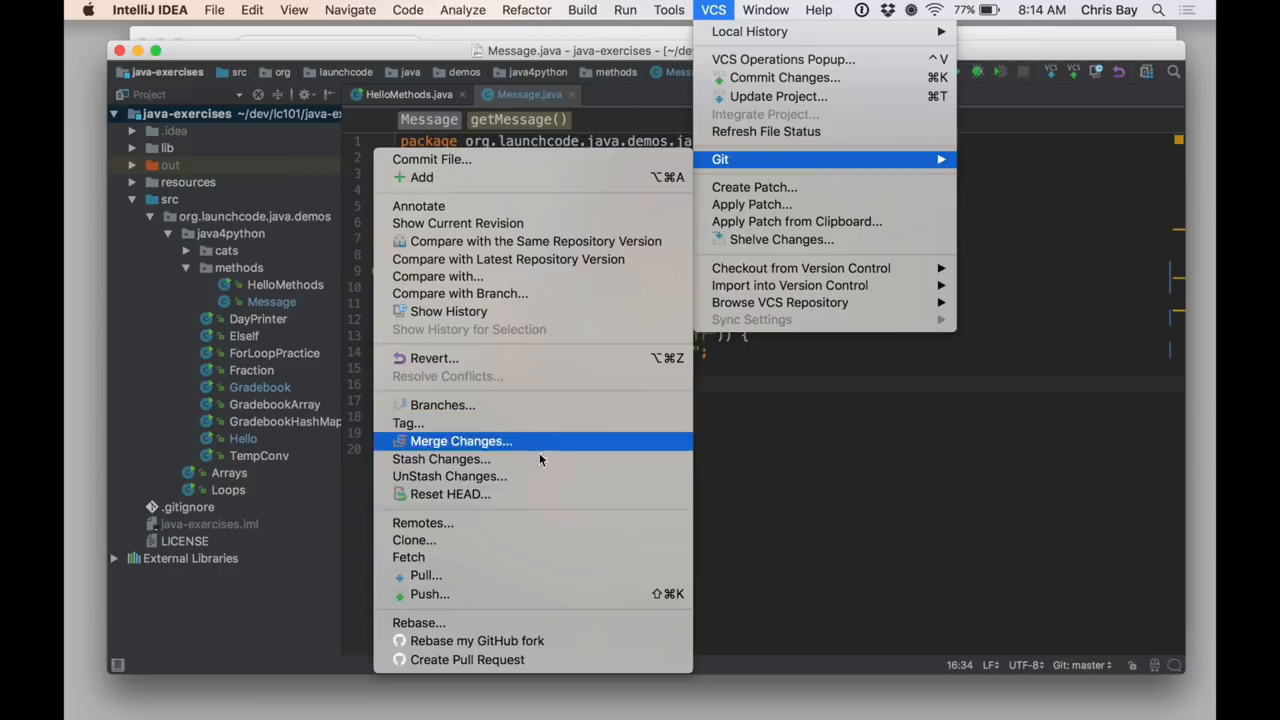 IntelliJ IDEA File Edit View Navigate Code Analyze Refactor Build Run Tools VCS Window Help 77% 8:14 AM Chris Bay
Message.java - java-exercises - [~/de
java-exercises src org launchcode java demos java4python methods Mess
Project
HelloMethods.java Message.java
java-exercises ~/dev/lc101/java-e
.idea
lib
out
resources
src
org.launchcode.java.demos
java4python
cats
methods
HelloMethods
Message
DayPrinter
ElseIf
ForLoopPractice
Fraction
Gradebook
GradebookArray
GradebookHashMap
Hello
TempConv
Arrays
Loops
.gitignore
java-exercises.iml
LICENSE
External Libraries
Message getMessage()
1 package org.launchcode.java.demos.ja
2
3
4
5
6
7
8
9
10
11
12
13 )) {
14 ";
15
16
17
18
19
20
Commit File...
Add ⌥⌘A
Annotate
Show Current Revision
Compare with the Same Repository Version
Compare with Latest Repository Version
Compare with...
Compare with Branch...
Show History
Show History for Selection
Revert... ⌥⌘Z
Resolve Conflicts...
Branches...
Tag...
Merge Changes...
Stash Changes...
UnStash Changes...
Reset HEAD...
Remotes...
Clone...
Fetch
Pull...
Push... ⇧⌘K
Rebase...
Rebase my GitHub fork
Create Pull Request
Local History
VCS Operations Popup... ^V
Commit Changes... ⌘K
Update Project... ⌘T
Integrate Project...
Refresh File Status
Git
Create Patch...
Apply Patch...
Apply Patch from Clipboard...
Shelve Changes...
Checkout from Version Control
Import into Version Control
Browse VCS Repository
Sync Settings
16:34 LF UTF-8 Git: master